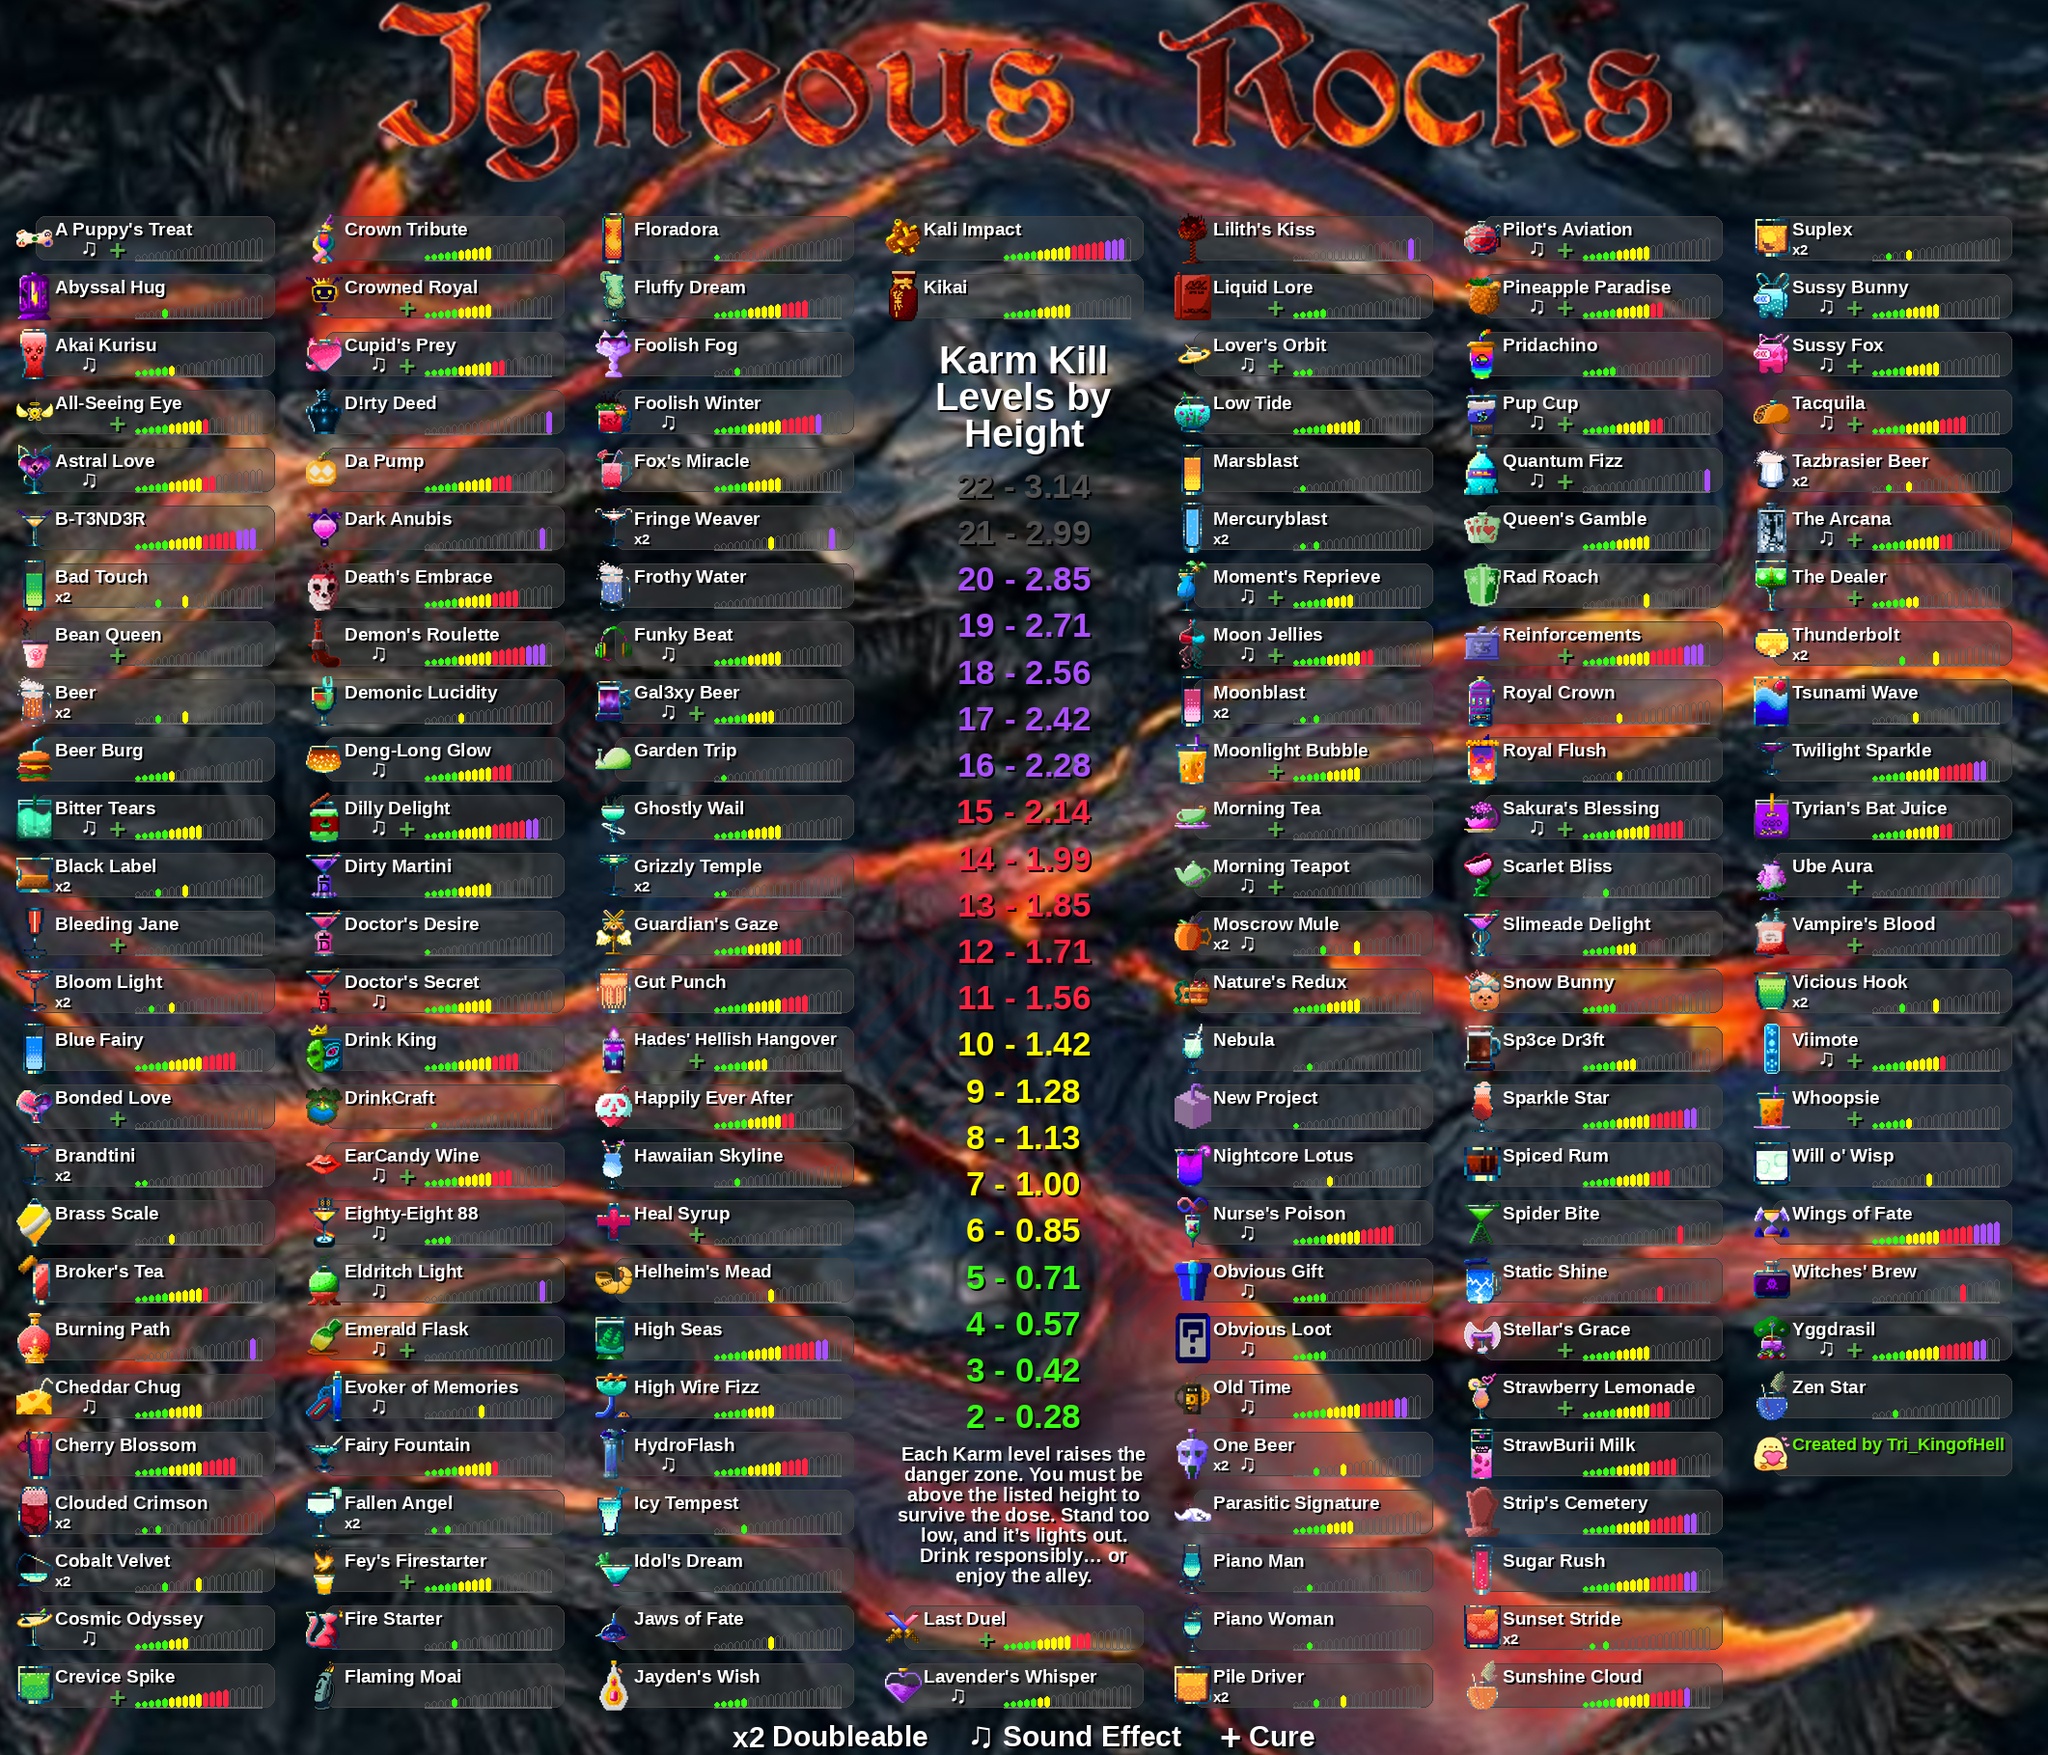 Igneous Rocks
A Puppy's Treat
♫ +
Abyssal Hug
Akai Kurisu
♫
All-Seeing Eye
+
Astral Love
♫
B-T3ND3R
Bad Touch
x2
Bean Queen
+
Beer
x2
Beer Burg
Bitter Tears
♫ +
Black Label
x2
Bleeding Jane
+
Bloom Light
x2
Blue Fairy
Bonded Love
+
Brandtini
x2
Brass Scale
Broker's Tea
Burning Path
Cheddar Chug
♫
Cherry Blossom
Clouded Crimson
x2
Cobalt Velvet
x2
Cosmic Odyssey
♫
Crevice Spike
+
Crown Tribute
Crowned Royal
+
Cupid's Prey
♫ +
D!rty Deed
Da Pump
Dark Anubis
Death's Embrace
Demon's Roulette
♫
Demonic Lucidity
Deng-Long Glow
♫
Dilly Delight
♫ +
Dirty Martini
Doctor's Desire
Doctor's Secret
♫
Drink King
DrinkCraft
EarCandy Wine
♫ +
Eighty-Eight 88
♫
Eldritch Light
♫
Emerald Flask
♫ +
Evoker of Memories
♫
Fairy Fountain
Fallen Angel
x2
Fey's Firestarter
+
Fire Starter
Flaming Moai
Floradora
Fluffy Dream
Foolish Fog
Foolish Winter
♫
Fox's Miracle
Fringe Weaver
x2
Frothy Water
Funky Beat
♫
Gal3xy Beer
♫ +
Garden Trip
Ghostly Wail
Grizzly Temple
x2
Guardian's Gaze
Gut Punch
Hades' Hellish Hangover
+
Happily Ever After
Hawaiian Skyline
Heal Syrup
+
Helheim's Mead
High Seas
High Wire Fizz
HydroFlash
♫
Icy Tempest
Idol's Dream
Jaws of Fate
Jayden's Wish
Kali Impact
Kikai
Karm Kill
Levels by
Height
22 - 3.14
21 - 2.99
20 - 2.85
19 - 2.71
18 - 2.56
17 - 2.42
16 - 2.28
15 - 2.14
14 - 1.99
13 - 1.85
12 - 1.71
11 - 1.56
10 - 1.42
9 - 1.28
8 - 1.13
7 - 1.00
6 - 0.85
5 - 0.71
4 - 0.57
3 - 0.42
2 - 0.28
Each Karm level raises the
danger zone. You must be
above the listed height to
survive the dose. Stand too
low, and it's lights out.
Drink responsibly... or
enjoy the alley.
Last Duel
+
Lavender's Whisper
♫
Lilith's Kiss
Liquid Lore
+
Lover's Orbit
♫ +
Low Tide
Marsblast
Mercuryblast
x2
Moment's Reprieve
♫ +
Moon Jellies
♫ +
Moonblast
x2
Moonlight Bubble
+
Morning Tea
+
Morning Teapot
♫ +
Moscrow Mule
x2 ♫
Nature's Redux
Nebula
New Project
Nightcore Lotus
Nurse's Poison
♫
Obvious Gift
♫
Obvious Loot
♫
Old Time
♫
One Beer
x2 ♫
Parasitic Signature
Piano Man
Piano Woman
Pile Driver
x2
Pilot's Aviation
♫ +
Pineapple Paradise
♫ +
Pridachino
Pup Cup
♫ +
Quantum Fizz
♫ +
Queen's Gamble
Rad Roach
Reinforcements
+
Royal Crown
Royal Flush
Sakura's Blessing
♫ +
Scarlet Bliss
Slimeade Delight
Snow Bunny
Sp3ce Dr3ft
Sparkle Star
Spiced Rum
Spider Bite
Static Shine
Stellar's Grace
+
Strawberry Lemonade
+
StrawBurii Milk
Strip's Cemetery
Sugar Rush
Sunset Stride
x2
Sunshine Cloud
Suplex
x2
Sussy Bunny
♫ +
Sussy Fox
♫ +
Tacquila
♫ +
Tazbrasier Beer
x2
The Arcana
♫ +
The Dealer
+
Thunderbolt
x2
Tsunami Wave
Twilight Sparkle
Tyrian's Bat Juice
Ube Aura
+
Vampire's Blood
+
Vicious Hook
x2
Viimote
♫ +
Whoopsie
+
Will o' Wisp
Wings of Fate
Witches' Brew
Yggdrasil
♫ +
Zen Star
Created by Tri_KingofHell
x2 Doubleable ♫ Sound Effect + Cure